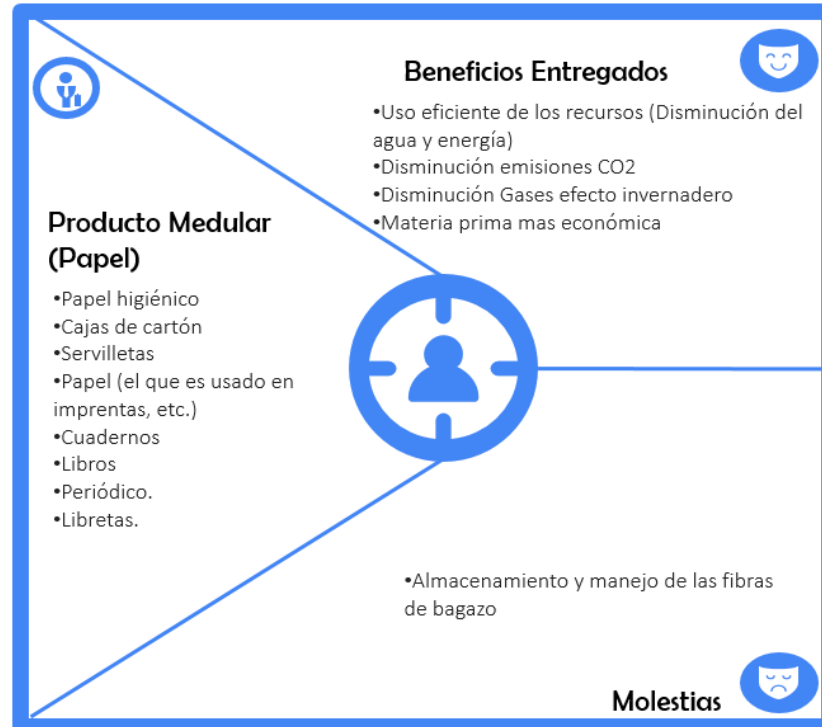 Beneficios Entregados
•Uso eficiente de los recursos (Disminución del
agua y energía)
•Disminución emisiones CO2
•Disminución Gases efecto invernadero
•Materia prima mas económica
Producto Medular
(Papel)
•Papel higiénico
•Cajas de cartón
•Servilletas
•Papel (el que es usado en
imprentas, etc.)
•Cuadernos
•Libros
•Periódico.
•Libretas.
•Almacenamiento y manejo de las fibras
de bagazo
Molestias